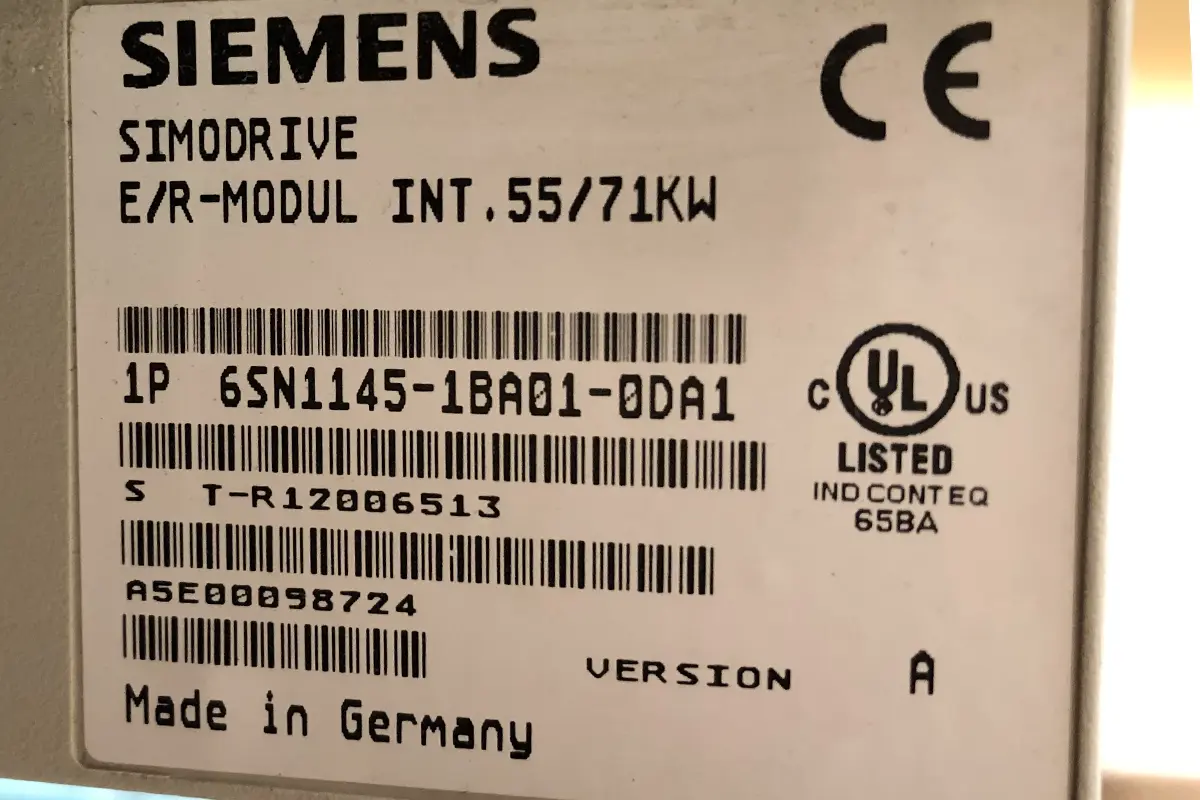 SIEMENS
CE
SIMODRIVE
E/R-MODUL INT.55/71KW
1P 6SN1145-1BA01-0DA1
C UL US
LISTED
IND CONT EQ
65BA
S T-R12006513
A5E00098724
VERSION A
Made in Germany